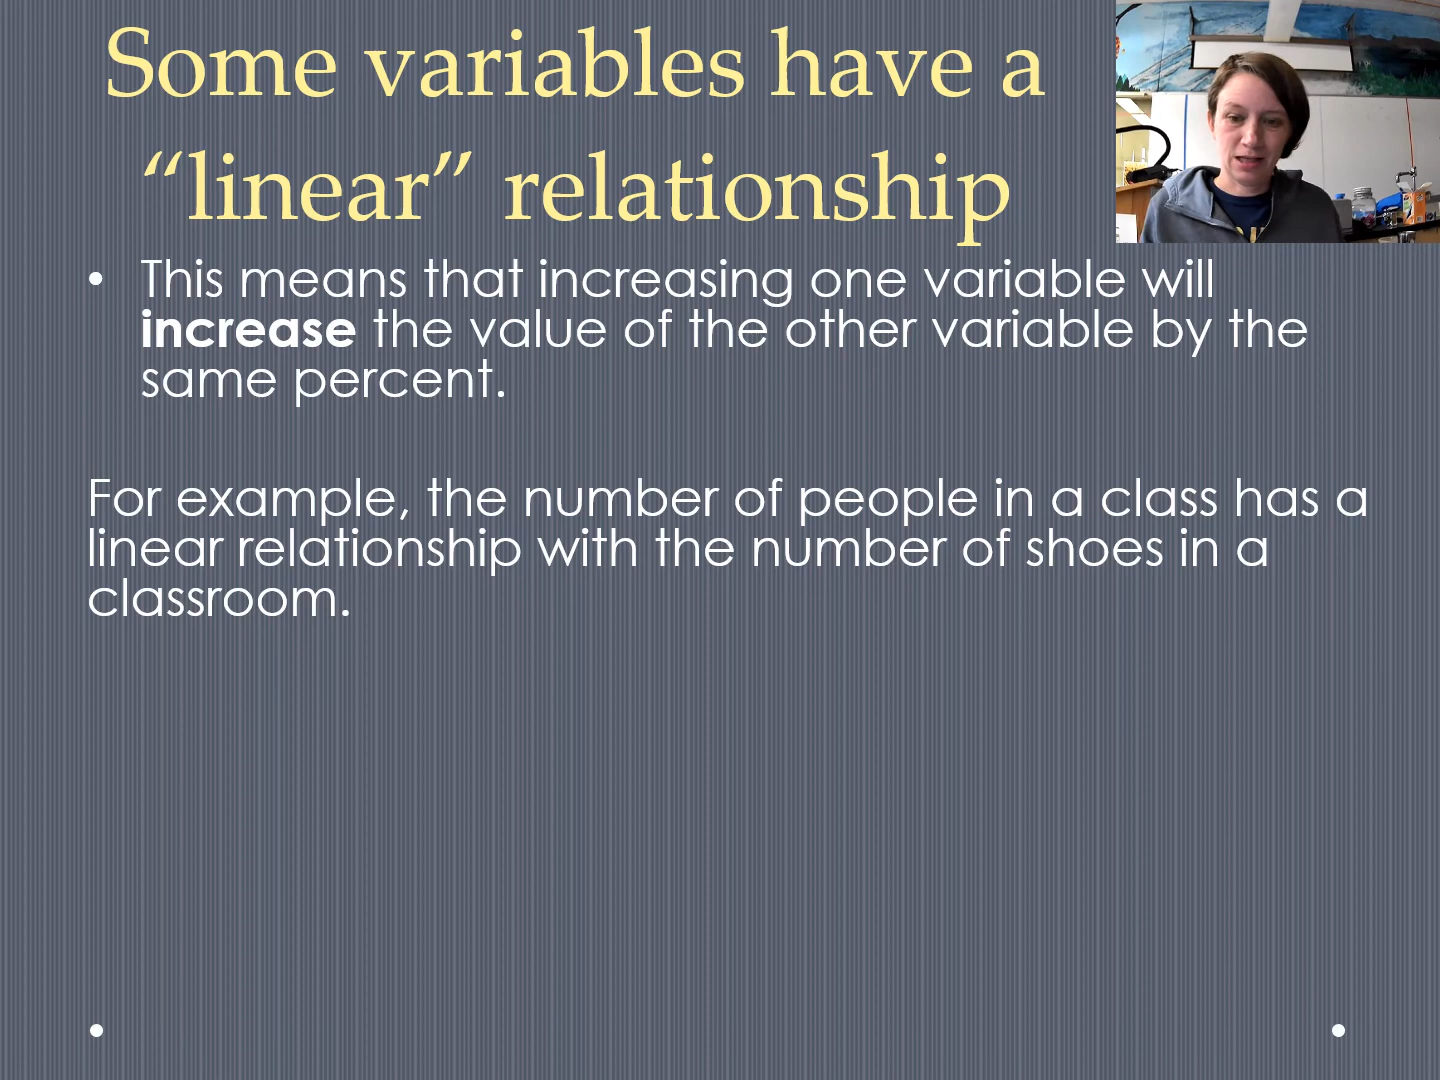 Some variables have a
“linear” relationship
• This means that increasing one variable will
increase the value of the other variable by the
same percent.
For example, the number of people in a class has a
linear relationship with the number of shoes in a
classroom.